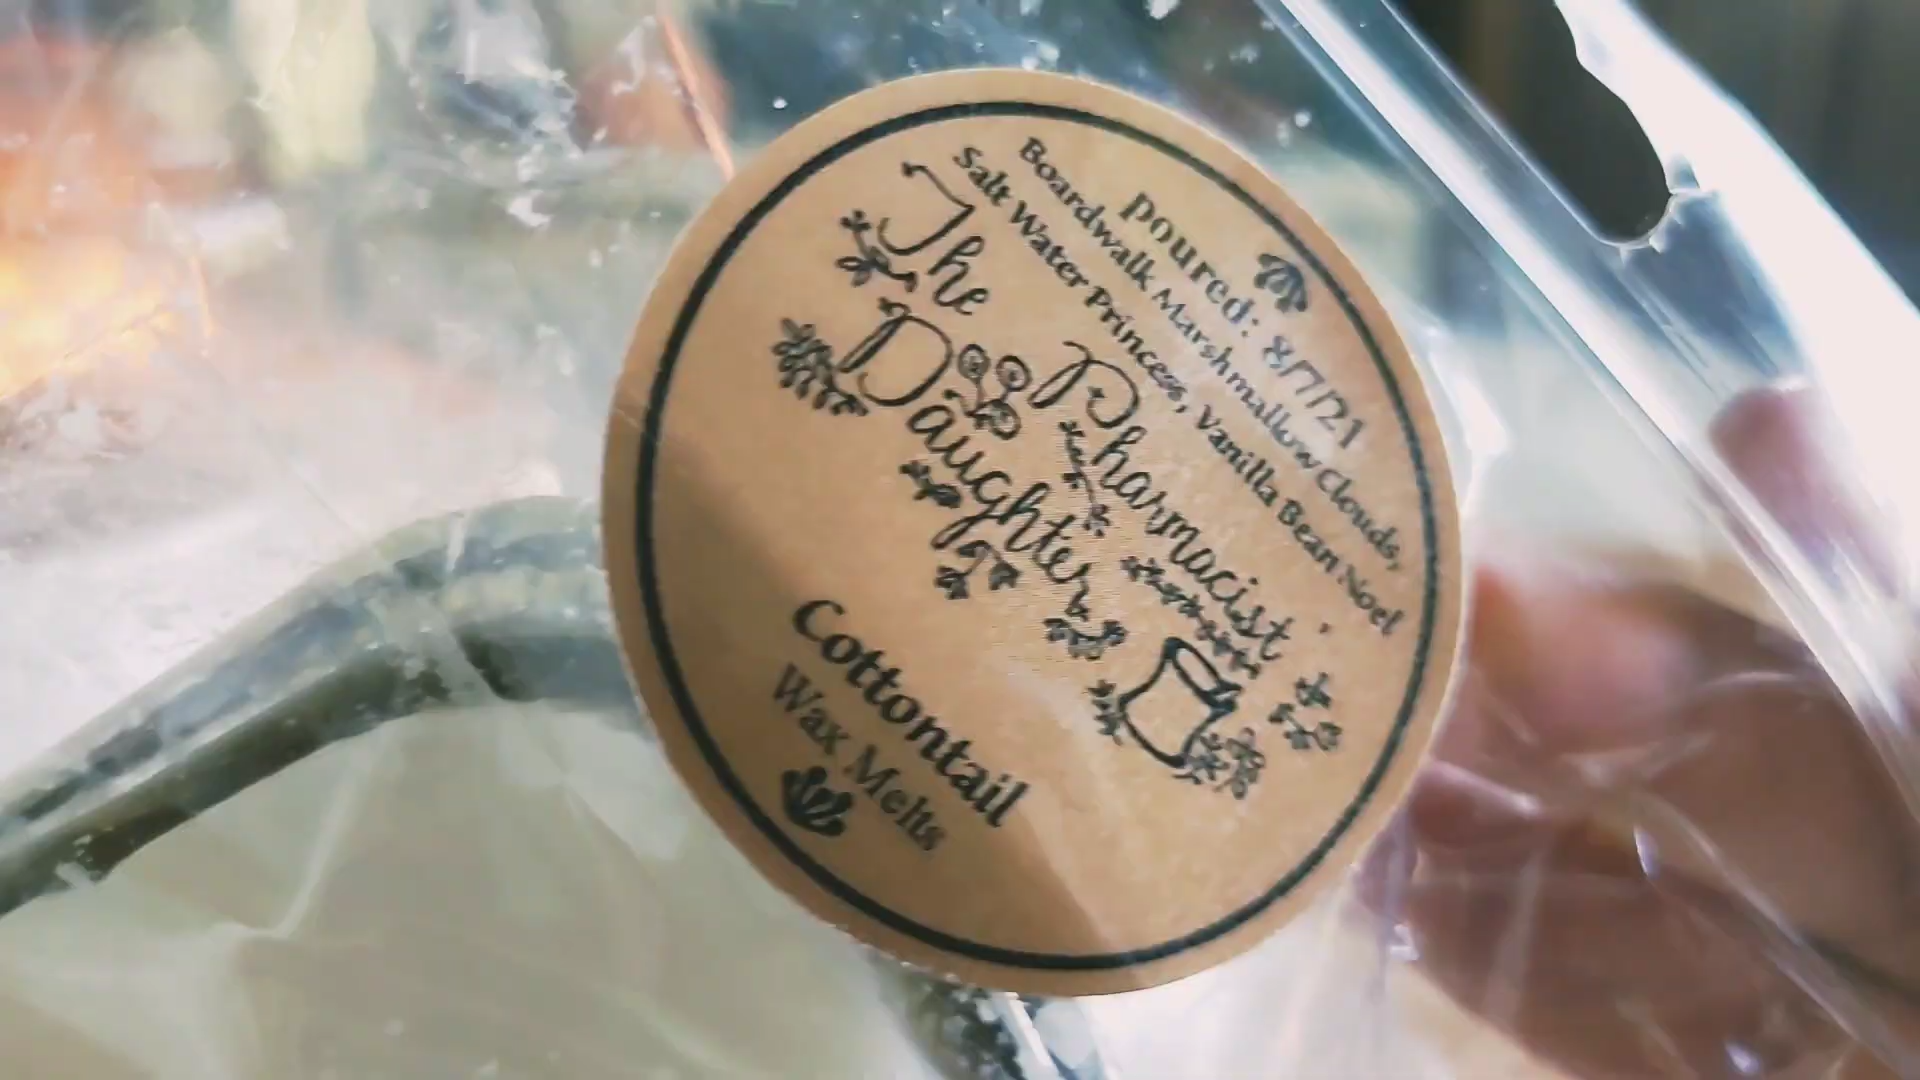 poured: 8/7/21
Boardwalk Marshmallow Clouds,
Salt Water Princess, Vanilla Bean Noel
The Pharmacist
Daughter
Cottontail
Wax Melts